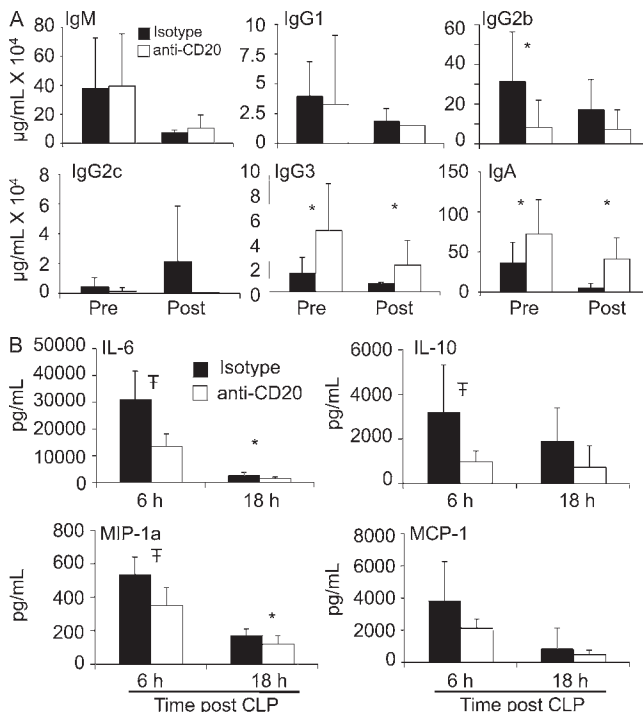 A
IgM
IgG1
IgG2b
Isotype
anti-CD20
µg/mL X 10⁴
80
60
40
20
0
10
7.5
5
2.5
0
60
40
20
0
*
IgG2c
IgG3
IgA
µg/mL X 10⁴
8
6
4
2
0
10
8
6
4
2
0
150
100
50
0
* *
* *
Pre Post
Pre Post
Pre Post
B
IL-6
IL-10
Isotype
anti-CD20
pg/mL
50000
40000
30000
20000
10000
0
Ŧ
*
6 h 18 h
pg/mL
6000
4000
2000
0
Ŧ
6 h 18 h
MIP-1a
MCP-1
pg/mL
800
600
400
200
0
Ŧ
*
6 h 18 h
Time post CLP
pg/mL
8000
6000
4000
2000
0
6 h 18 h
Time post CLP